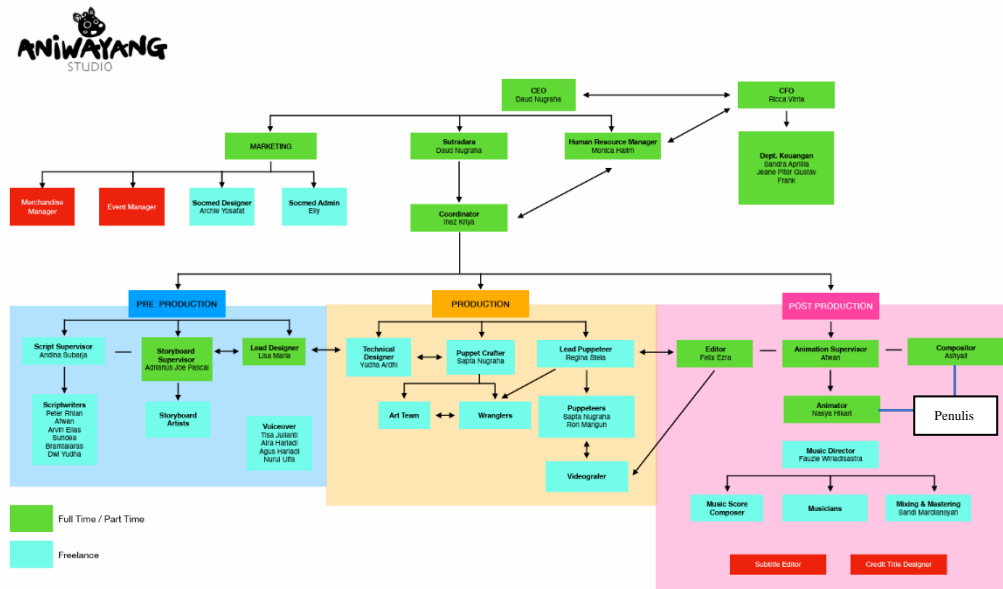 ANIWAYANG
STUDIO
CEO
Daud Nugraha
CFO
Ricca Virria
MARKETING
Sutradara
Daud Nugraha
Human Resource Manager
Monica Halim
Dept. Keuangan
Sandra Aprilia
Jeane Piter Gustav
Frank
Merchandise
Manager
Event Manager
Socmed Designer
Archie Yosafat
Socmed Admin
Elly
Coordinator
Inez Kriya
PRE PRODUCTION
PRODUCTION
POST PRODUCTION
Script Supervisor
Andina Subarja
Storyboard
Supervisor
Adrianus Joe Pascal
Lead Designer
Lisa Maria
Technical
Designer
Yudha Ardhi
Puppet Crafter
Sapta Nugraha
Lead Puppeteer
Regina Stela
Editor
Felix Ezra
Animation Supervisor
Afwan
Compositor
Ashyall
Scriptwriters
Peter Rhian
Afwan
Arvin Elias
Sundea
Bramtalaras
Dwi Yudha
Storyboard
Artists
Voiceover
Tisa Julianti
Aira Hariadi
Agus Hariadi
Nurul Ulfa
Art Team
Wranglers
Puppeteers
Sapta Nugraha
Ron Mangun
Animator
Nasya Hikari
Penulis
Videografer
Music Director
Fauzie Wiriadisastra
Music Score
Composer
Musicians
Mixing & Mastering
Sandi Mardiansyah
Full Time / Part Time
Freelance
Subtitle Editor
Credit Title Designer